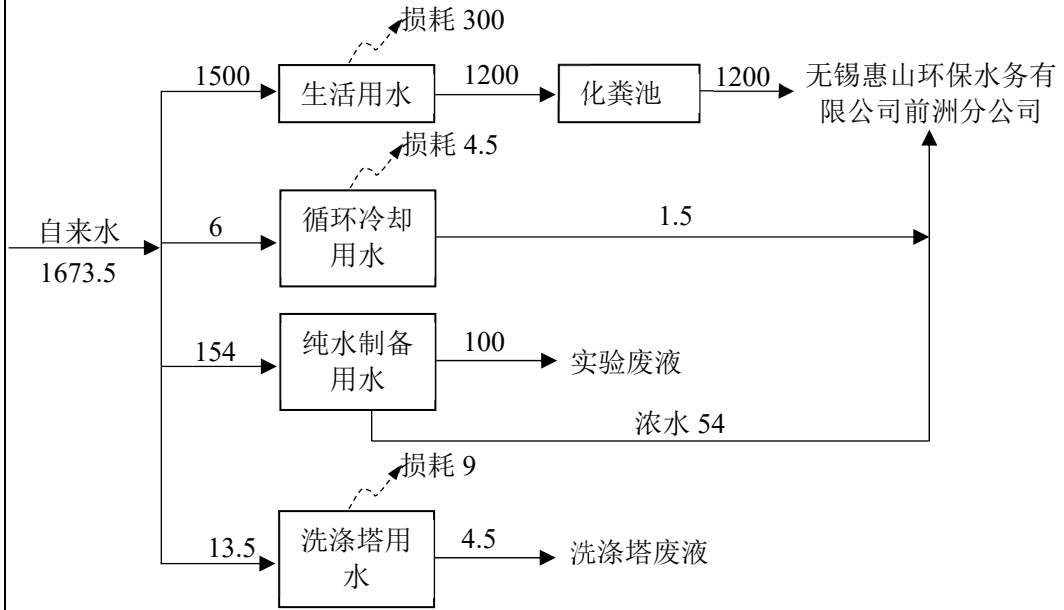 损耗 300
1500
生活用水
1200
化粪池
1200
无锡惠山环保水务有
限公司前洲分公司
损耗 4.5
自来水
1673.5
6
循环冷却
用水
1.5
154
纯水制备
用水
100
实验废液
浓水 54
损耗 9
13.5
洗涤塔用
水
4.5
洗涤塔废液